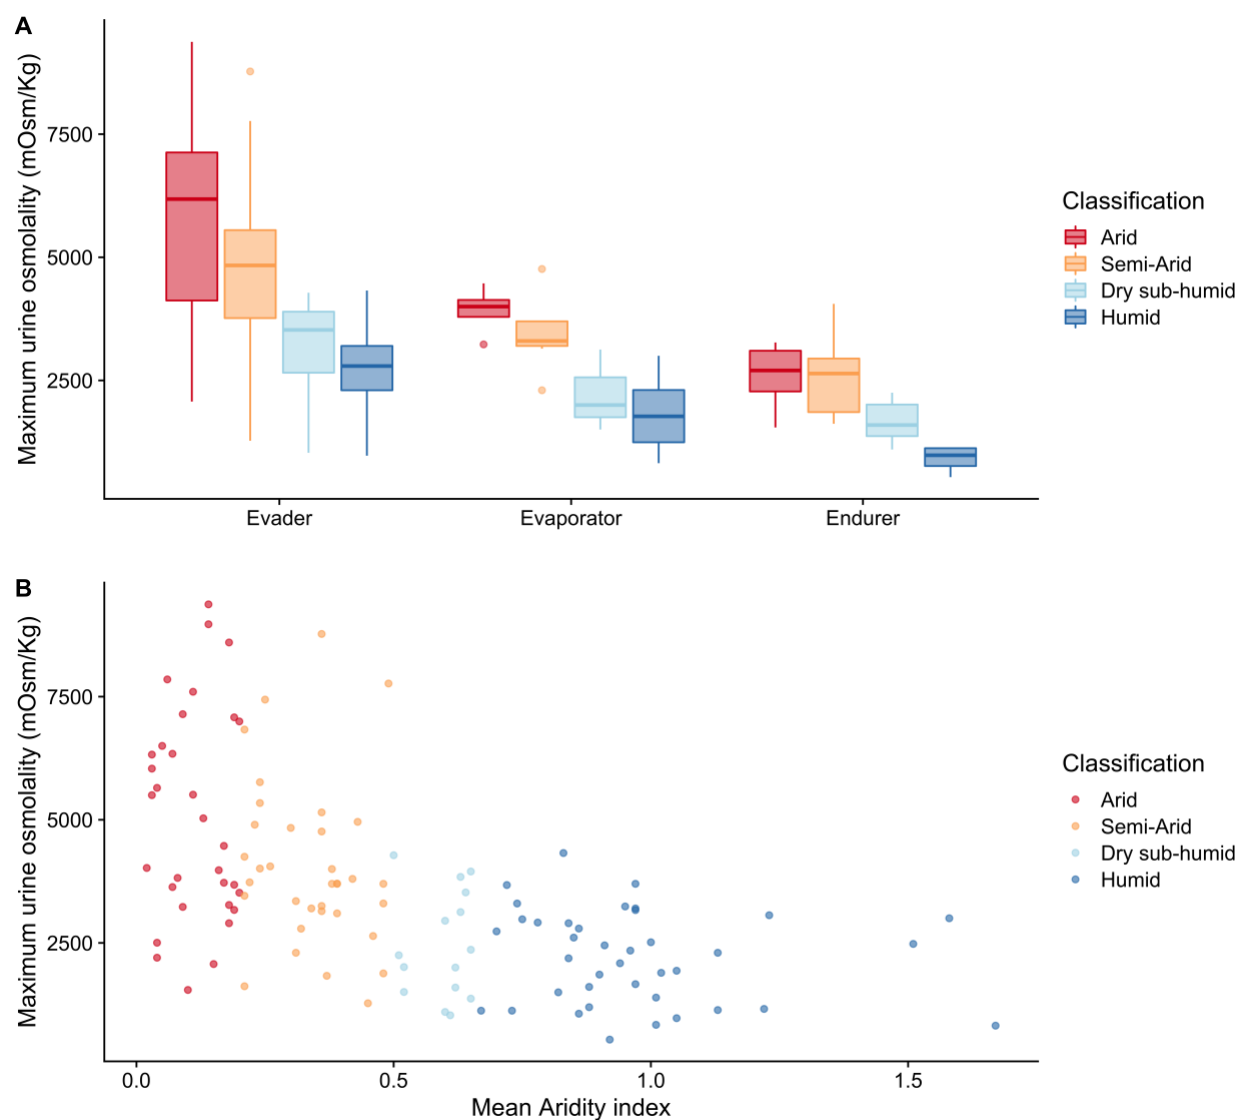 A
Maximum urine osmolality (mOsm/Kg)
7500
5000
2500
Evader
Evaporator
Endurer
Classification
Arid
Semi-Arid
Dry sub-humid
Humid
B
Maximum urine osmolality (mOsm/Kg)
7500
5000
2500
0.0
0.5
1.0
1.5
Mean Aridity index
Classification
Arid
Semi-Arid
Dry sub-humid
Humid